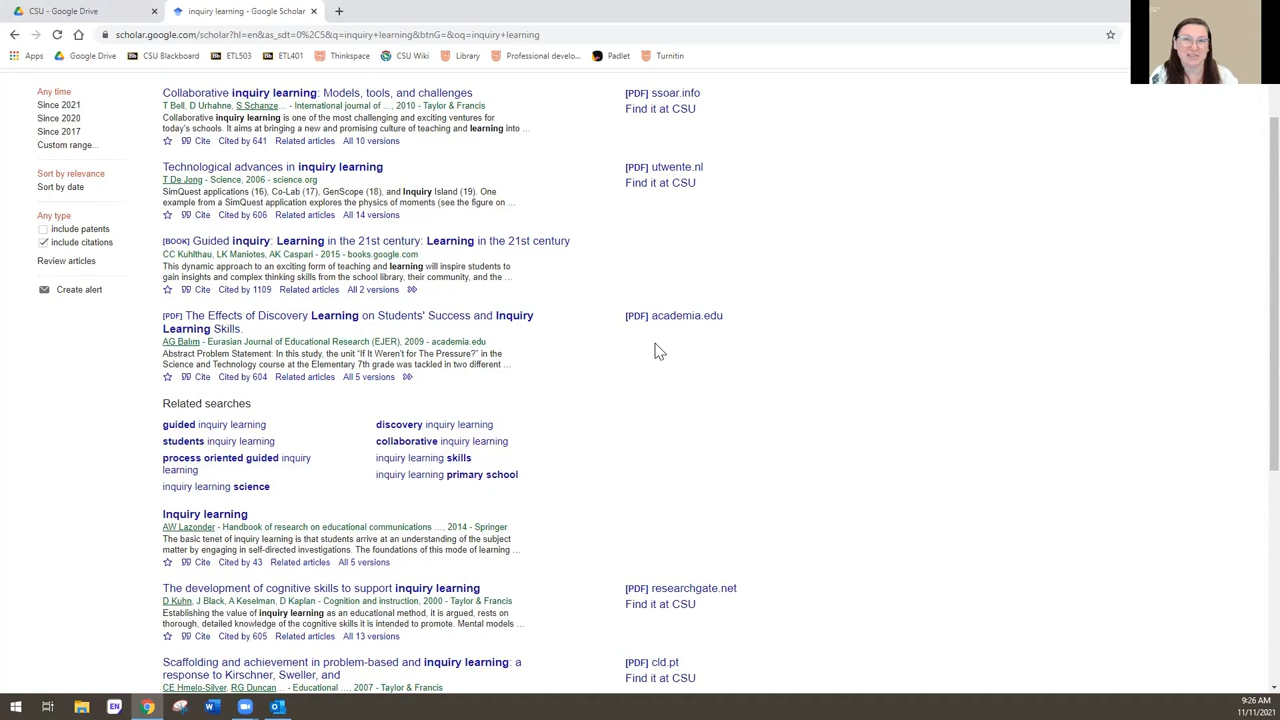 CSU - Google Drive
inquiry learning - Google Scholar
scholar.google.com/scholar?hl=en&as_sdt=0%2C5&q=inquiry+learning&btnG=&oq=inquiry+learning
Apps Google Drive CSU Blackboard ETL503 ETL401 Thinkspace CSU Wiki Library Professional develo... Padlet Turnitin
Any time
Since 2021
Since 2020
Since 2017
Custom range...
Sort by relevance
Sort by date
Any type
include patents
include citations
Review articles
Create alert
Collaborative inquiry learning: Models, tools, and challenges
T Bell, D Urhahne, S Schanze... - International journal of ..., 2010 - Taylor & Francis
Collaborative inquiry learning is one of the most challenging and exciting ventures for
today's schools. It aims at bringing a new and promising culture of teaching and learning into ...
Cite Cited by 641 Related articles All 10 versions
[PDF] ssoar.info
Find it at CSU
Technological advances in inquiry learning
T De Jong - Science, 2006 - science.org
SimQuest applications (16), Co-Lab (17), GenScope (18), and Inquiry Island (19). One
example from a SimQuest application explores the physics of moments (see the figure on ...
Cite Cited by 606 Related articles All 14 versions
[PDF] utwente.nl
Find it at CSU
[BOOK] Guided inquiry: Learning in the 21st century: Learning in the 21st century
CC Kuhlthau, LK Maniotes, AK Caspari - 2015 - books.google.com
This dynamic approach to an exciting form of teaching and learning will inspire students to
gain insights and complex thinking skills from the school library, their community, and the ...
Cite Cited by 1109 Related articles All 2 versions
[PDF] The Effects of Discovery Learning on Students' Success and Inquiry
Learning Skills.
AG Balım - Eurasian Journal of Educational Research (EJER), 2009 - academia.edu
Abstract Problem Statement: In this study, the unit "If It Weren't for The Pressure?" in the
Science and Technology course at the Elementary 7th grade was tackled in two different ...
Cite Cited by 604 Related articles All 5 versions
[PDF] academia.edu
Related searches
guided inquiry learning
students inquiry learning
process oriented guided inquiry
learning
inquiry learning science
discovery inquiry learning
collaborative inquiry learning
inquiry learning skills
inquiry learning primary school
Inquiry learning
AW Lazonder - Handbook of research on educational communications ..., 2014 - Springer
The basic tenet of inquiry learning is that students arrive at an understanding of the subject
matter by engaging in self-directed investigations. The foundations of this mode of learning ...
Cite Cited by 43 Related articles All 5 versions
The development of cognitive skills to support inquiry learning
D Kuhn, J Black, A Keselman, D Kaplan - Cognition and instruction, 2000 - Taylor & Francis
Establishing the value of inquiry learning as an educational method, it is argued, rests on
thorough, detailed knowledge of the cognitive skills it is intended to promote. Mental models ...
Cite Cited by 605 Related articles All 13 versions
[PDF] researchgate.net
Find it at CSU
Scaffolding and achievement in problem-based and inquiry learning: a
response to Kirschner, Sweller, and
CE Hmelo-Silver, RG Duncan... - Educational ..., 2007 - Taylor & Francis
[PDF] cld.pt
Find it at CSU
EN
9:26 AM
11/11/2021